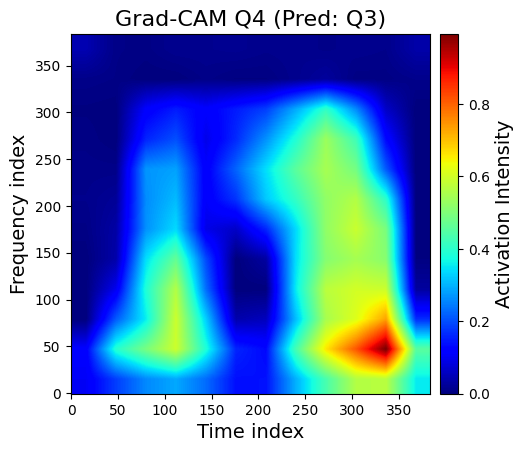 Grad-CAM Q4 (Pred: Q3)
Frequency index
350
300
250
200
150
100
50
0
0 50 100 150 200 250 300 350
Time index
0.8
0.6
0.4
0.2
0.0
Activation Intensity